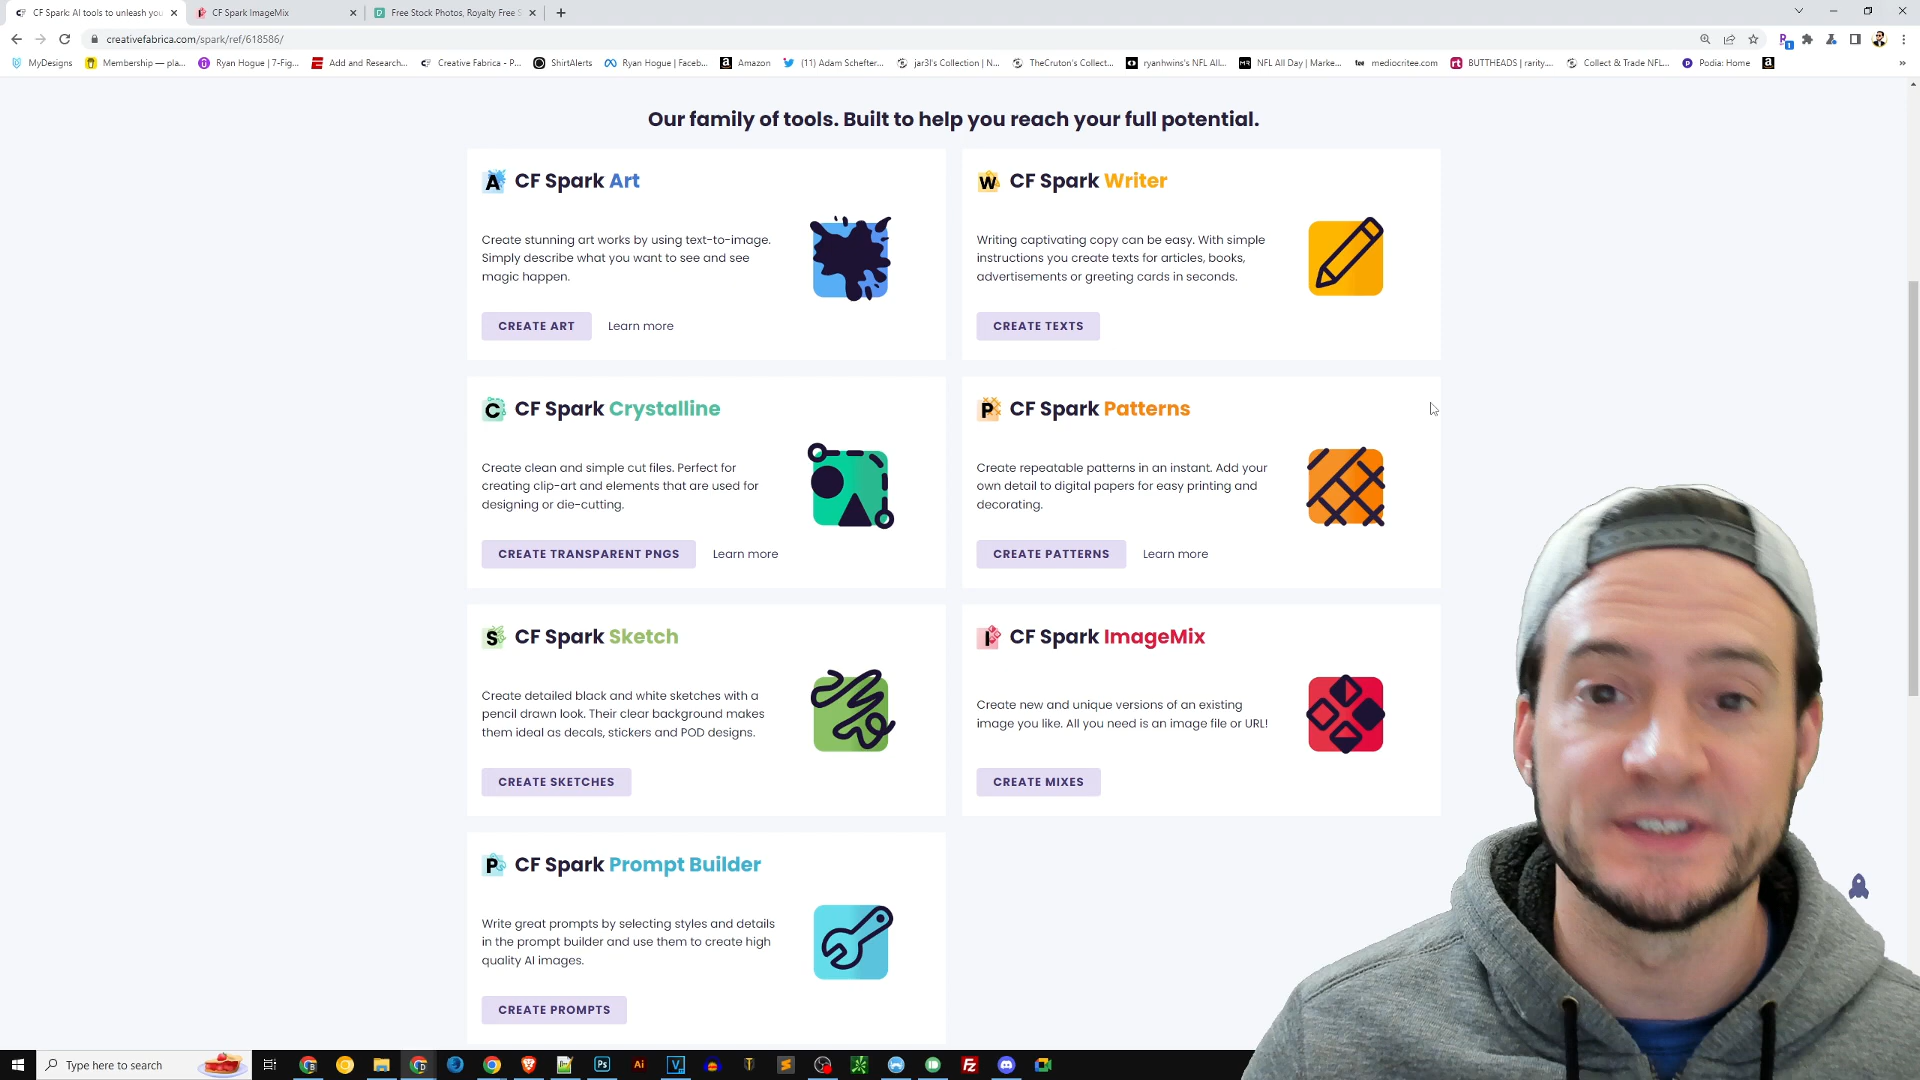 CF Spark: AI tools to unleash you
CF Spark ImageMix
Free Stock Photos, Royalty Free S
creativefabrica.com/spark/ref/618586/
MyDesigns
Membership — pla...
Ryan Hogue | 7-Fig...
Add and Research...
Creative Fabrica - P...
ShirtAlerts
Ryan Hogue | Faceb...
Amazon
(11) Adam Schefter...
jar3l's Collection | N...
TheCruton's Collect...
ryanhwins's NFL All...
NFL All Day | Marke...
mediocritee.com
BUTTHEADS | rarity....
Collect & Trade NFL...
Podia: Home
Our family of tools. Built to help you reach your full potential.
A CF Spark Art
Create stunning art works by using text-to-image.
Simply describe what you want to see and see
magic happen.
CREATE ART Learn more
W CF Spark Writer
Writing captivating copy can be easy. With simple
instructions you create texts for articles, books,
advertisements or greeting cards in seconds.
CREATE TEXTS
C CF Spark Crystalline
Create clean and simple cut files. Perfect for
creating clip-art and elements that are used for
designing or die-cutting.
CREATE TRANSPARENT PNGS Learn more
P CF Spark Patterns
Create repeatable patterns in an instant. Add your
own detail to digital papers for easy printing and
decorating.
CREATE PATTERNS Learn more
S CF Spark Sketch
Create detailed black and white sketches with a
pencil drawn look. Their clear background makes
them ideal as decals, stickers and POD designs.
CREATE SKETCHES
I CF Spark ImageMix
Create new and unique versions of an existing
image you like. All you need is an image file or URL!
CREATE MIXES
P CF Spark Prompt Builder
Write great prompts by selecting styles and details
in the prompt builder and use them to create high
quality AI images.
CREATE PROMPTS
Type here to search
Ps
Ai